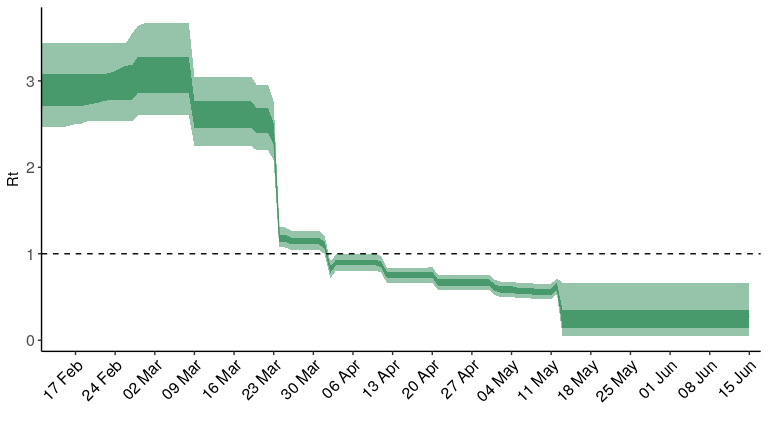 Rt
3
2
1
0
17 Feb
24 Feb
02 Mar
09 Mar
16 Mar
23 Mar
30 Mar
06 Apr
13 Apr
20 Apr
27 Apr
04 May
11 May
18 May
25 May
01 Jun
08 Jun
15 Jun